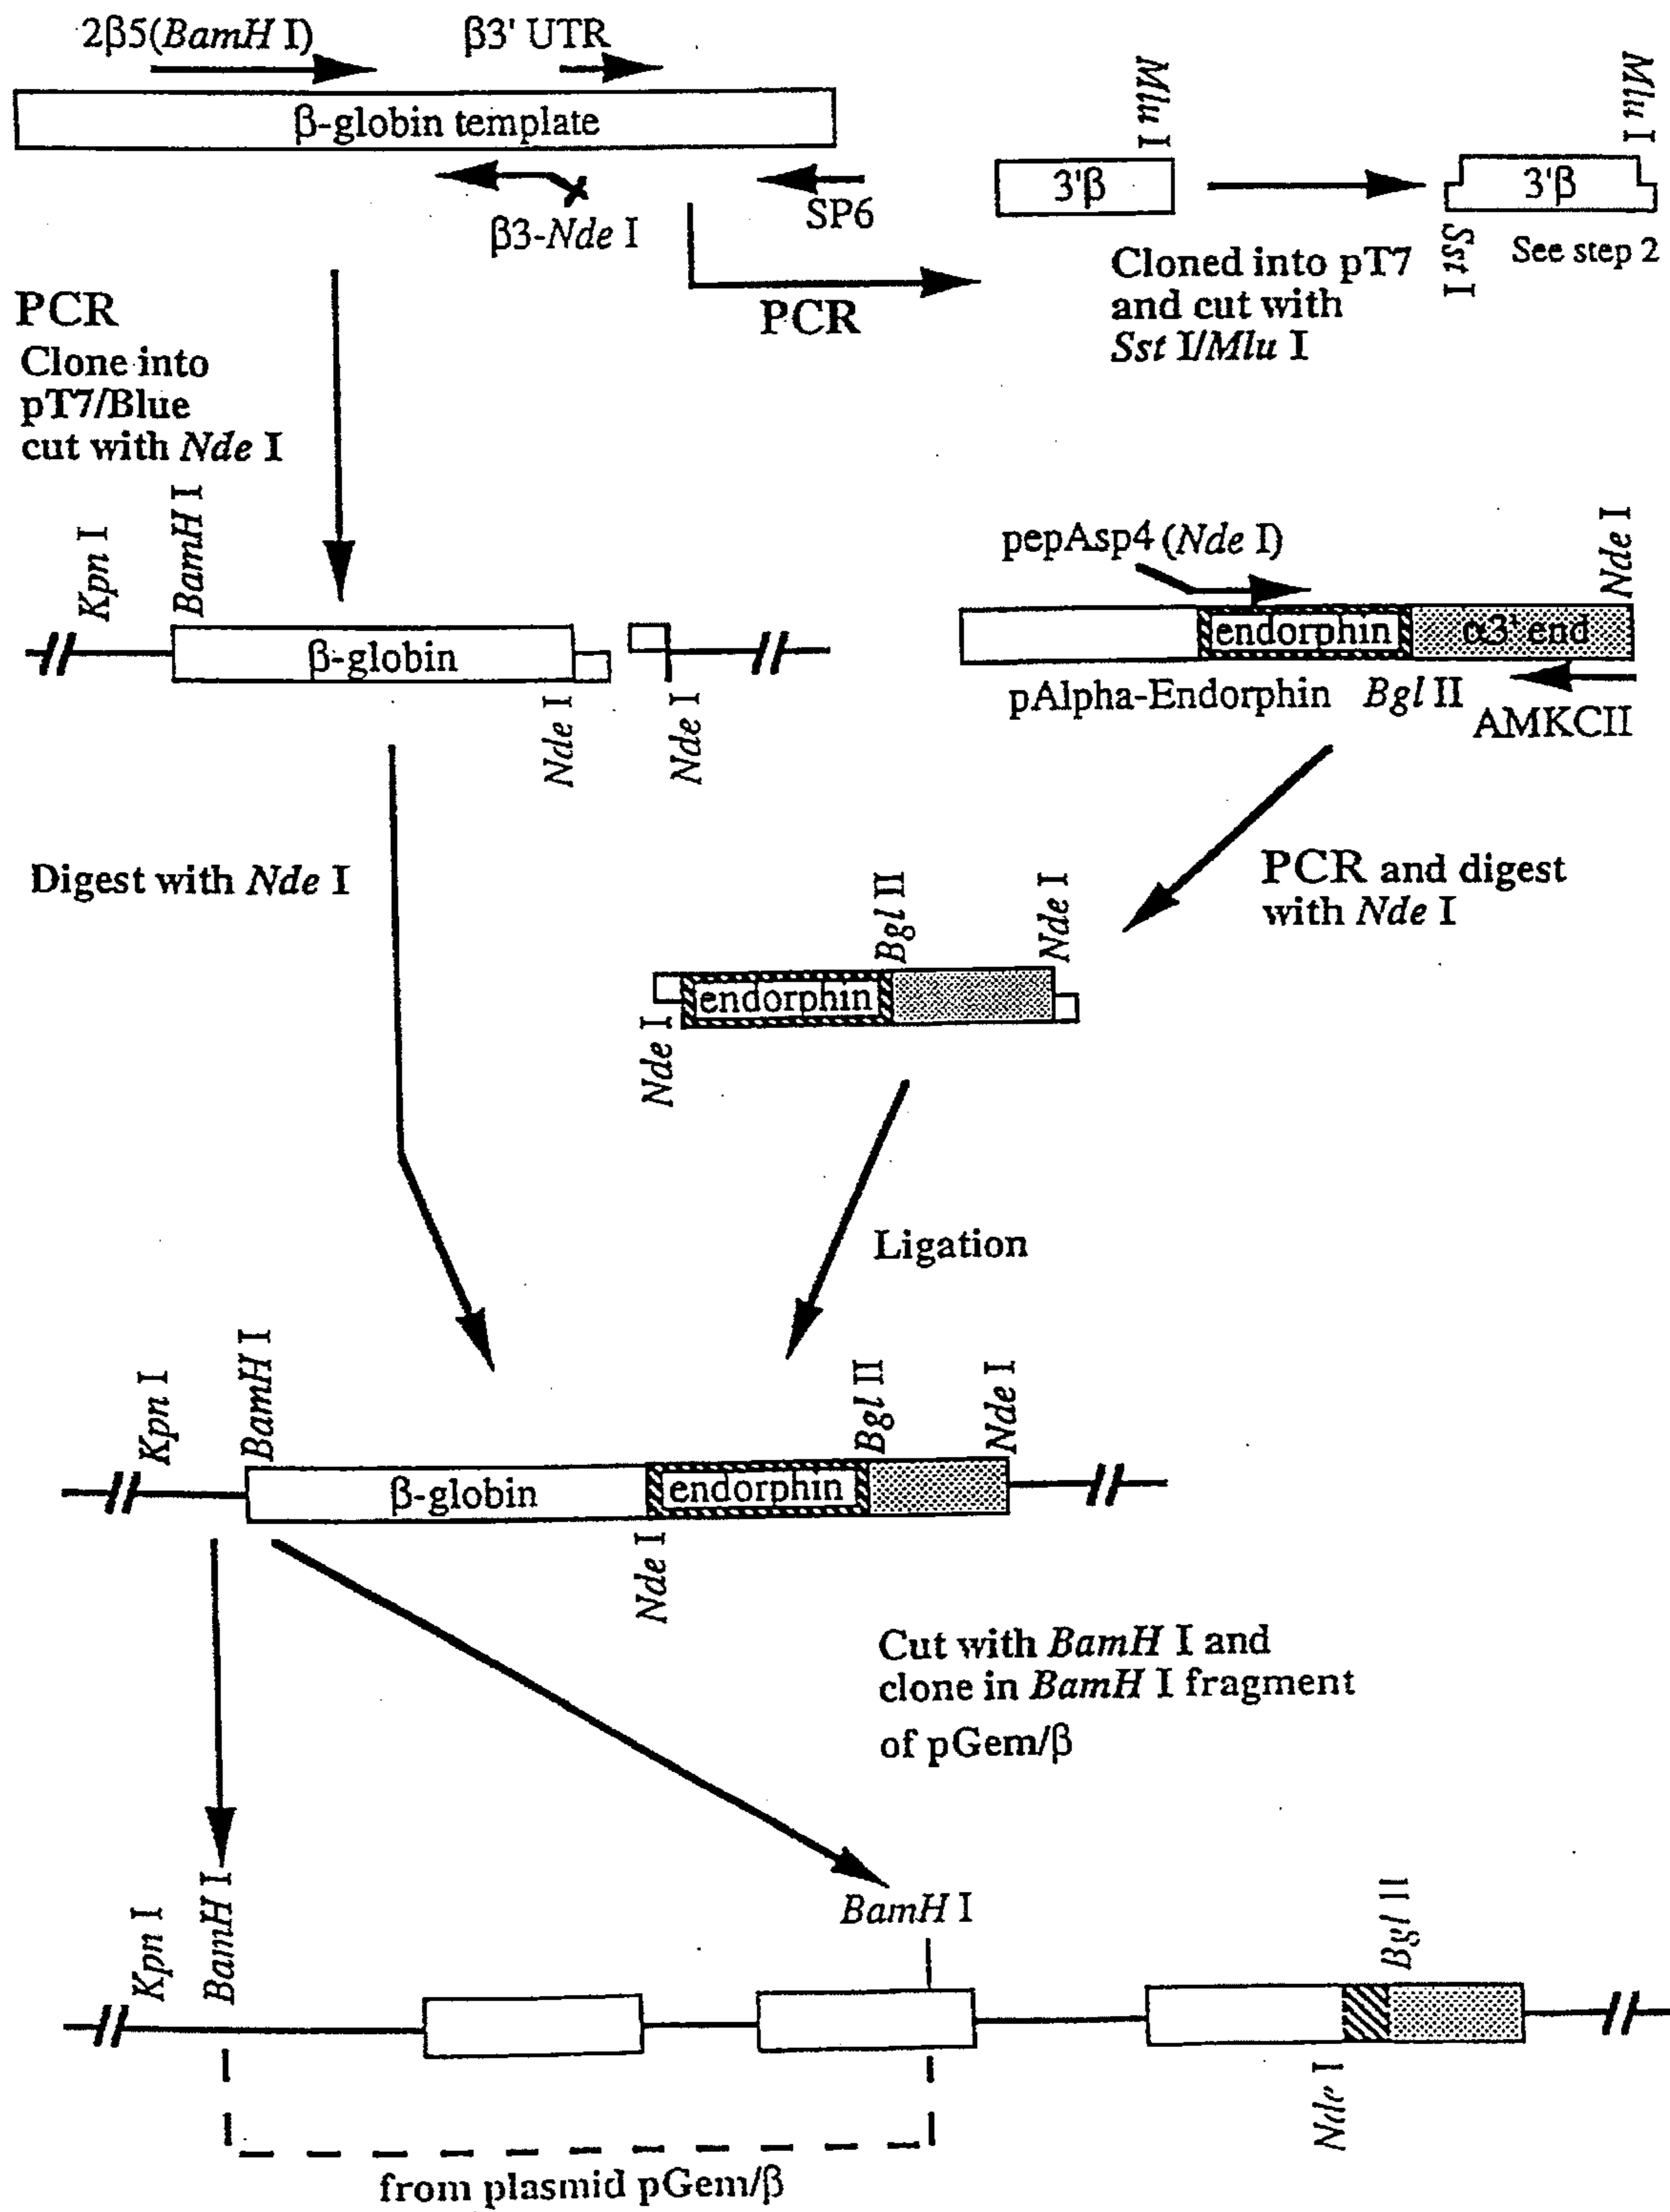 2β5(BamH I)
β3' UTR
β-globin template
β3-Nde I
SP6
Mlu I
3'β
Mlu I
3'β
Sst I
See step 2
PCR
Cloned into pT7
and cut with
Sst I/Mlu I
PCR
Clone into
pT7/Blue
cut with Nde I
Kpn I
BamH I
β-globin
Nde I
Nde I
pepAsp4 (Nde I)
Nde I
endorphin
α3' end
pAlpha-Endorphin
Bgl II
AMKCII
Digest with Nde I
PCR and digest
with Nde I
Bgl II
Nde I
endorphin
Nde I
Ligation
Kpn I
BamH I
Bgl II
Nde I
β-globin
endorphin
Nde I
Cut with BamH I and
clone in BamH I fragment
of pGem/β
Kpn I
BamH I
BamH I
Bgl II
Nde I
from plasmid pGem/β